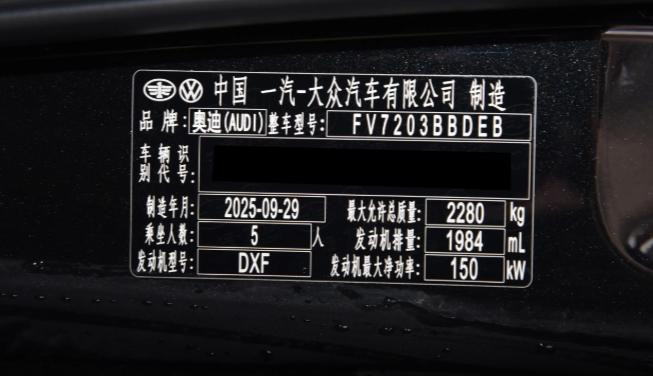 中国 一汽-大众汽车有限公司 制造
品牌: 奥迪(AUDI) 整车型号: FV7203BBDEB
车辆识
别代号:
制造年月: 2025-09-29 最大允许总质量: 2280 kg
乘坐人数: 5 人 发动机排量: 1984 mL
发动机型号: DXF 发动机最大净功率: 150 kW